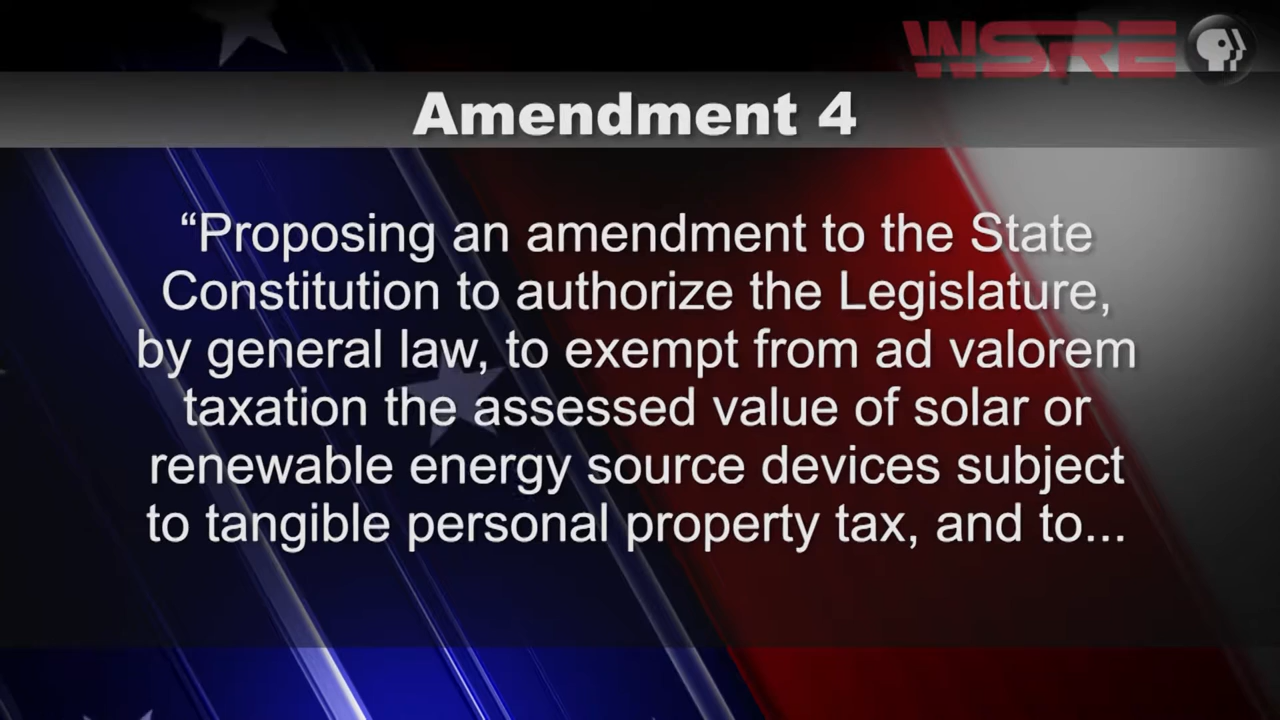 WSRE
Amendment 4
“Proposing an amendment to the State
Constitution to authorize the Legislature,
by general law, to exempt from ad valorem
taxation the assessed value of solar or
renewable energy source devices subject
to tangible personal property tax, and to...